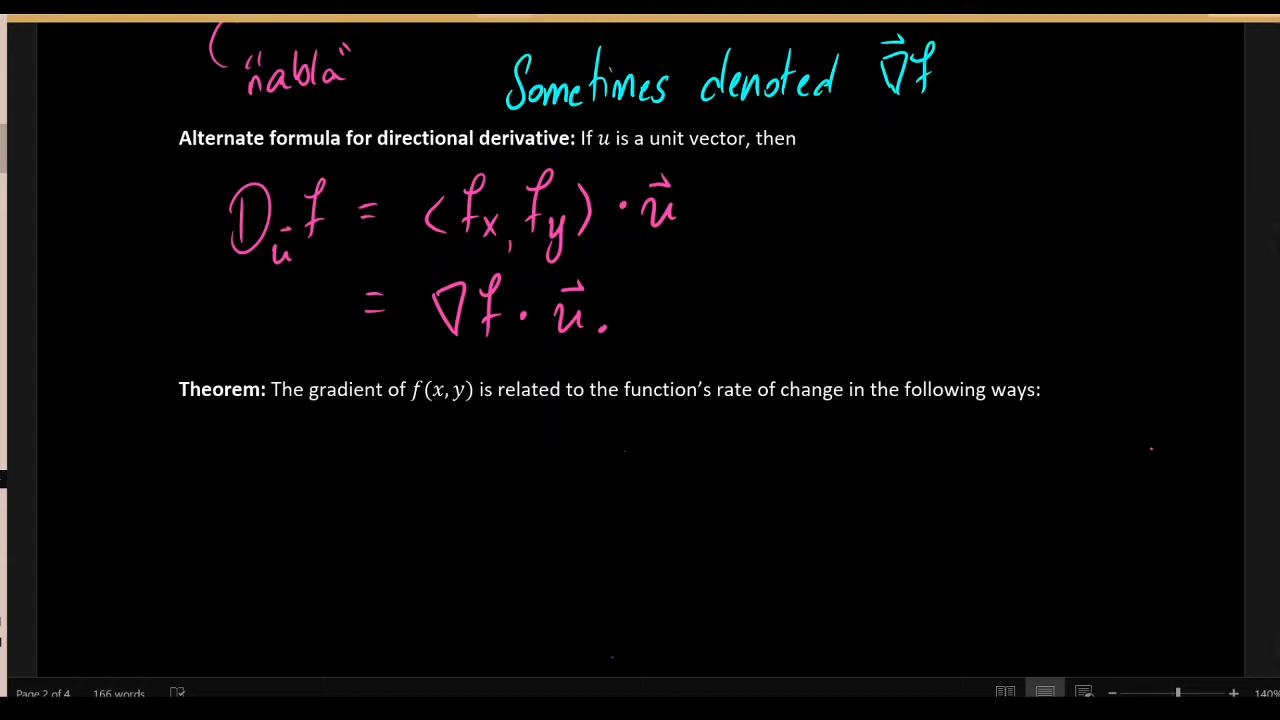 "nabla"
Sometimes denoted ∇⃗f
Alternate formula for directional derivative: If u is a unit vector, then
D_u⃗ f = ⟨f_x, f_y⟩ · u⃗
= ∇f · u⃗.
Theorem: The gradient of f(x, y) is related to the function's rate of change in the following ways:
Page 2 of 4 166 words 140%